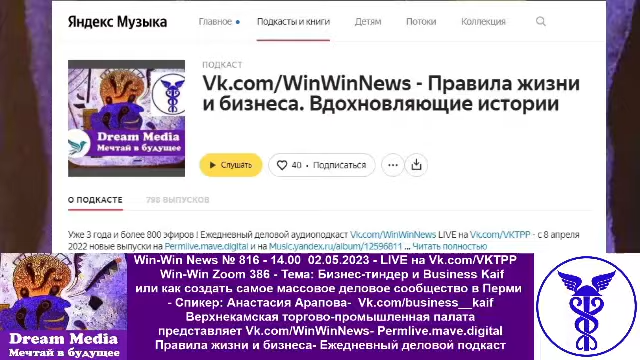 Яндекс Музыка
Главное
Подкасты и книги
Детям
Потоки
Коллекция
ПОДКАСТ
Vk.com/WinWinNews - Правила жизни
и бизнеса. Вдохновляющие истории
Dream Media
Мечтай в будущее
Слушать
40 • Подписаться
О ПОДКАСТЕ
798 ВЫПУСКОВ
Уже 3 года и более 800 эфиров ! Ежедневный деловой аудиоподкаст Vk.com/WinWinNews LIVE на Vk.com/VKTPP - с 8 апреля
2022 новые выпуски на Permlive.mave.digital и на Music.yandex.ru/album/12596811 ... Читать полностью
Win-Win News № 816 - 14.00 02.05.2023 - LIVE на Vk.com/VKTPP
Win-Win Zoom 386 - Тема: Бизнес-тиндер и Business Kaif
или как создать самое массовое деловое сообщество в Перми
- Спикер: Анастасия Арапова- Vk.com/business__kaif
Верхнекамская торгово-промышленная палата
представляет Vk.com/WinWinNews- Permlive.mave.digital
Правила жизни и бизнеса- Ежедневный деловой подкаст
Dream Media
Мечтай в будущее